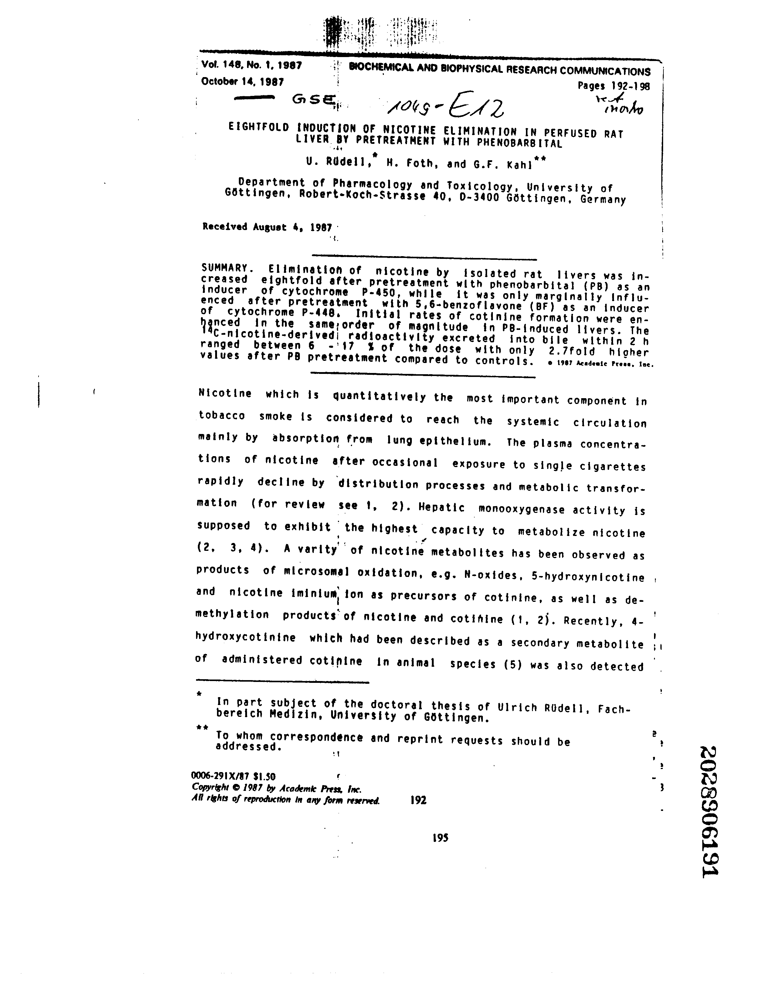 Vol. 148, No. 1, 1987 BIOCHEMICAL AND BIOPHYSICAL RESEARCH COMMUNICATIONS
October 14, 1987 Pages 192-198
GSE 1049-E12
EIGHTFOLD INDUCTION OF NICOTINE ELIMINATION IN PERFUSED RAT
LIVER BY PRETREATMENT WITH PHENOBARBITAL
U. Rüdell,* H. Foth, and G.F. Kahl**
Department of Pharmacology and Toxicology, University of
Göttingen, Robert-Koch-Strasse 40, D-3400 Göttingen, Germany
Received August 4, 1987
SUMMARY. Elimination of nicotine by isolated rat livers was in-
creased eightfold after pretreatment with phenobarbital (PB) as an
inducer of cytochrome P-450, while it was only marginally influ-
enced after pretreatment with 5,6-benzoflavone (BF) as an inducer
of cytochrome P-448. Initial rates of cotinine formation were en-
hanced in the same order of magnitude in PB-induced livers. The
14C-nicotine-derived radioactivity excreted into bile within 2 h
ranged between 6 - 17 % of the dose with only 2.7fold higher
values after PB pretreatment compared to controls. © 1987 Academic Press, Inc.
Nicotine which is quantitatively the most important component in
tobacco smoke is considered to reach the systemic circulation
mainly by absorption from lung epithelium. The plasma concentra-
tions of nicotine after occasional exposure to single cigarettes
rapidly decline by distribution processes and metabolic transfor-
mation (for review see 1, 2). Hepatic monooxygenase activity is
supposed to exhibit the highest capacity to metabolize nicotine
(2, 3, 4). A varity of nicotine metabolites has been observed as
products of microsomal oxidation, e.g. N-oxides, 5-hydroxynicotine
and nicotine iminium ion as precursors of cotinine, as well as de-
methylation products of nicotine and cotinine (1, 2). Recently, 4-
hydroxycotinine which had been described as a secondary metabolite
of administered cotinine in animal species (5) was also detected
* In part subject of the doctoral thesis of Ulrich Rüdell, Fach-
bereich Medizin, University of Göttingen.
** To whom correspondence and reprint requests should be
addressed.
0006-291X/87 $1.50
Copyright © 1987 by Academic Press, Inc.
All rights of reproduction in any form reserved. 192
195
2028906191